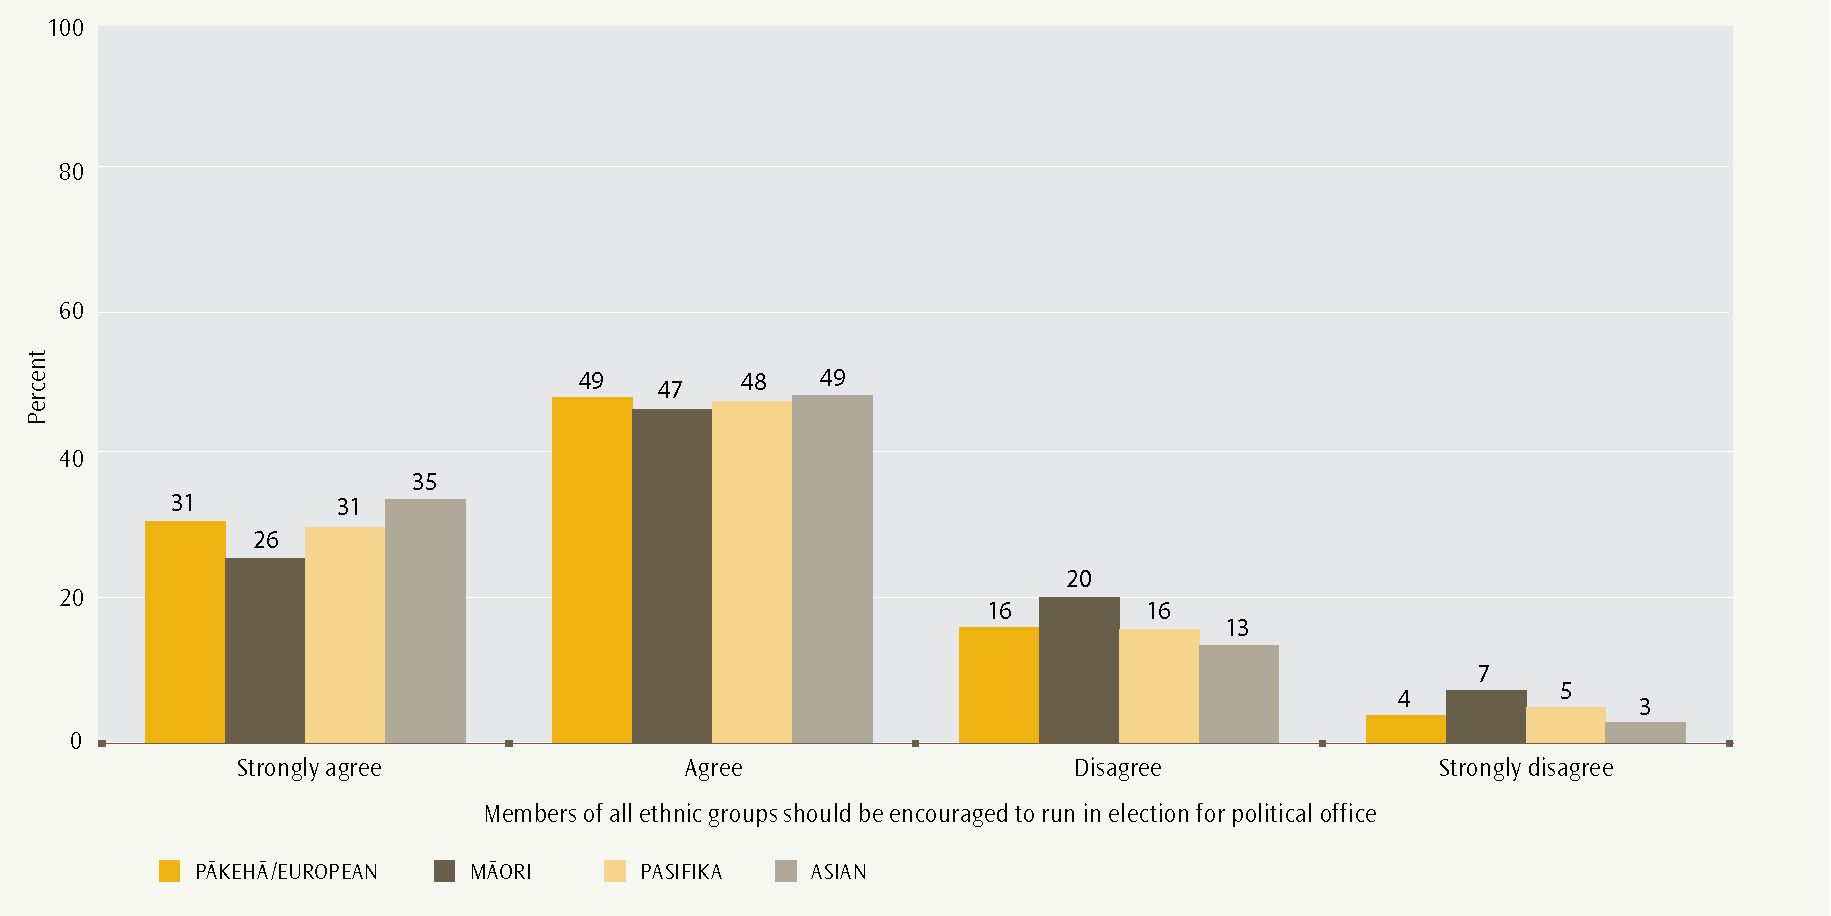 100
80
60
40
20
0
Percent
31
26
31
35
49
47
48
49
16
20
16
13
4
7
5
3
Strongly agree
Agree
Disagree
Strongly disagree
Members of all ethnic groups should be encouraged to run in election for political office
PĀKEHĀ/EUROPEAN
MĀORI
PASIFIKA
ASIAN